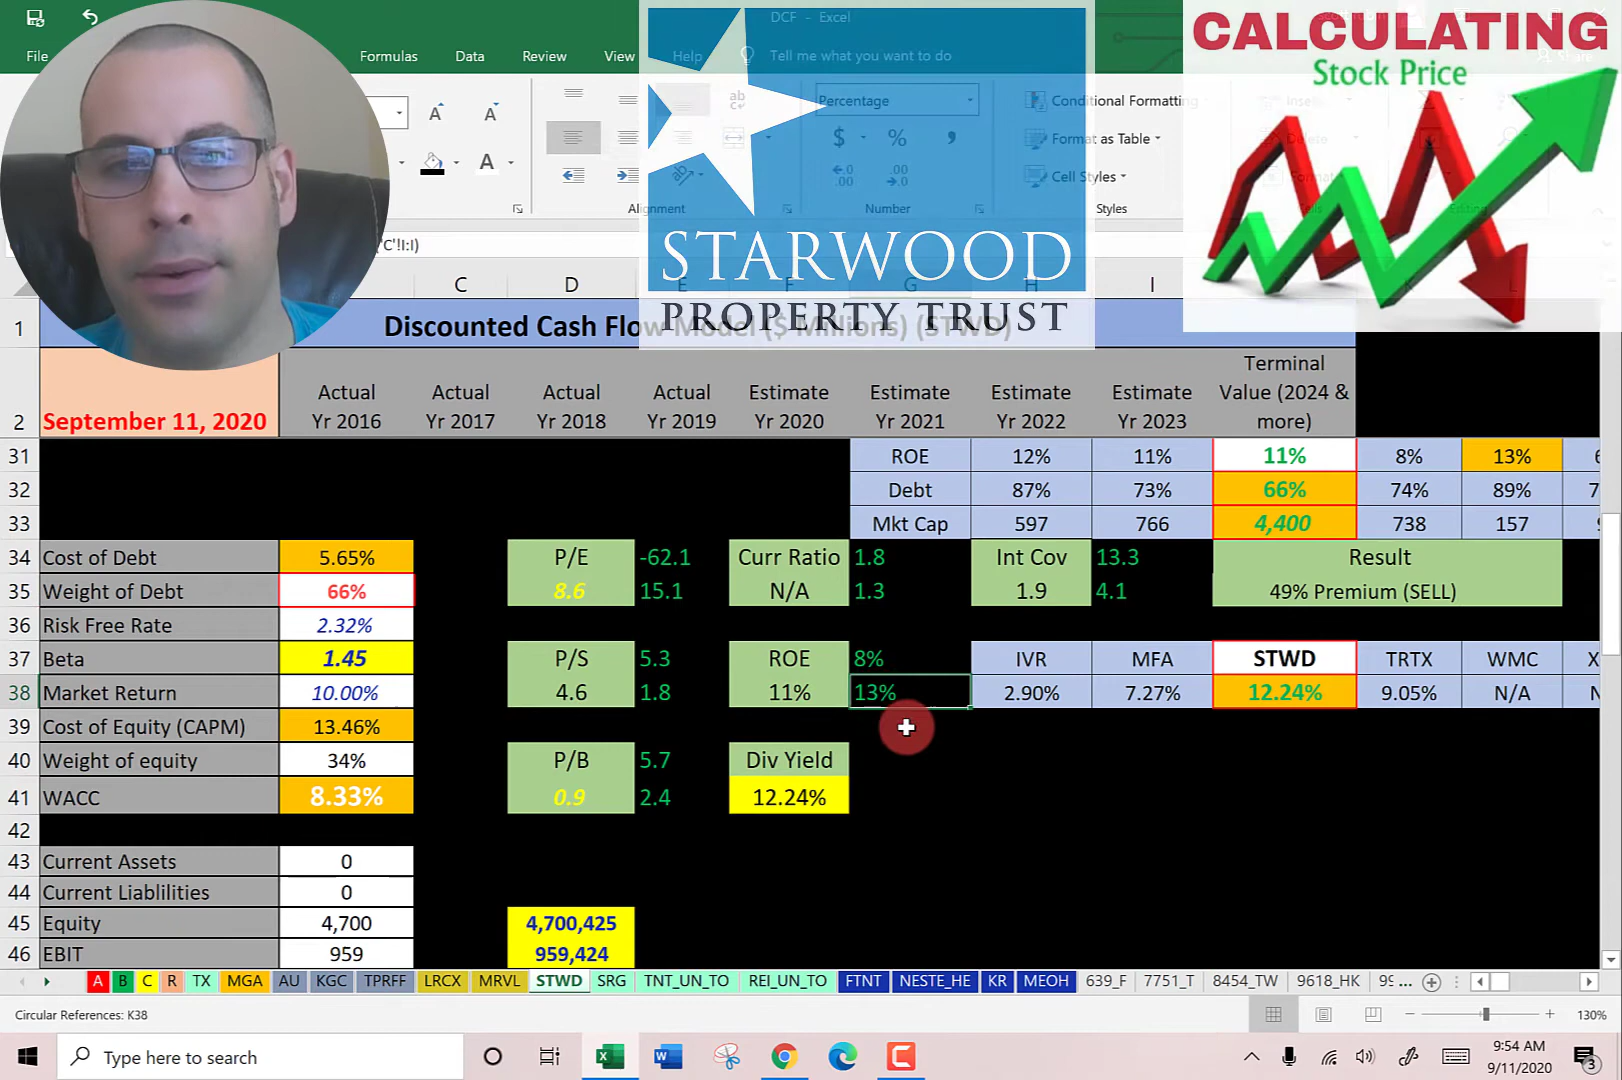 DCF - Excel
File Formulas Data Review View Help Tell me what you want to do
CALCULATING
Stock Price
Percentage
Conditional Formatting
Format as Table
Cell Styles
Alignment Number Styles
STARWOOD
PROPERTY TRUST
'C'!I:I)
C D E F G H I
1 Discounted Cash Flow Model ($ Millions) (STWD)
2 September 11, 2020 Actual Yr 2016 Actual Yr 2017 Actual Yr 2018 Actual Yr 2019 Estimate Yr 2020 Estimate Yr 2021 Estimate Yr 2022 Estimate Yr 2023 Terminal Value (2024 & more)
31 ROE 12% 11% 11% 8% 13%
32 Debt 87% 73% 66% 74% 89%
33 Mkt Cap 597 766 4,400 738 157
34 Cost of Debt 5.65% P/E -62.1 Curr Ratio 1.8 Int Cov 13.3 Result
35 Weight of Debt 66% 8.6 15.1 N/A 1.3 1.9 4.1 49% Premium (SELL)
36 Risk Free Rate 2.32%
37 Beta 1.45 P/S 5.3 ROE 8% IVR MFA STWD TRTX WMC X
38 Market Return 10.00% 4.6 1.8 11% 13% 2.90% 7.27% 12.24% 9.05% N/A
39 Cost of Equity (CAPM) 13.46%
40 Weight of equity 34% P/B 5.7 Div Yield
41 WACC 8.33% 0.9 2.4 12.24%
42
43 Current Assets 0
44 Current Liablilities 0
45 Equity 4,700 4,700,425
46 EBIT 959 959,424
A B C R TX MGA AU KGC TPRFF LRCX MRVL STWD SRG TNT_UN_TO REI_UN_TO FTNT NESTE_HE KR MEOH 639_F 7751_T 8454_TW 9618_HK 99 ...
Circular References: K38 130%
Type here to search 9:54 AM
9/11/2020 3